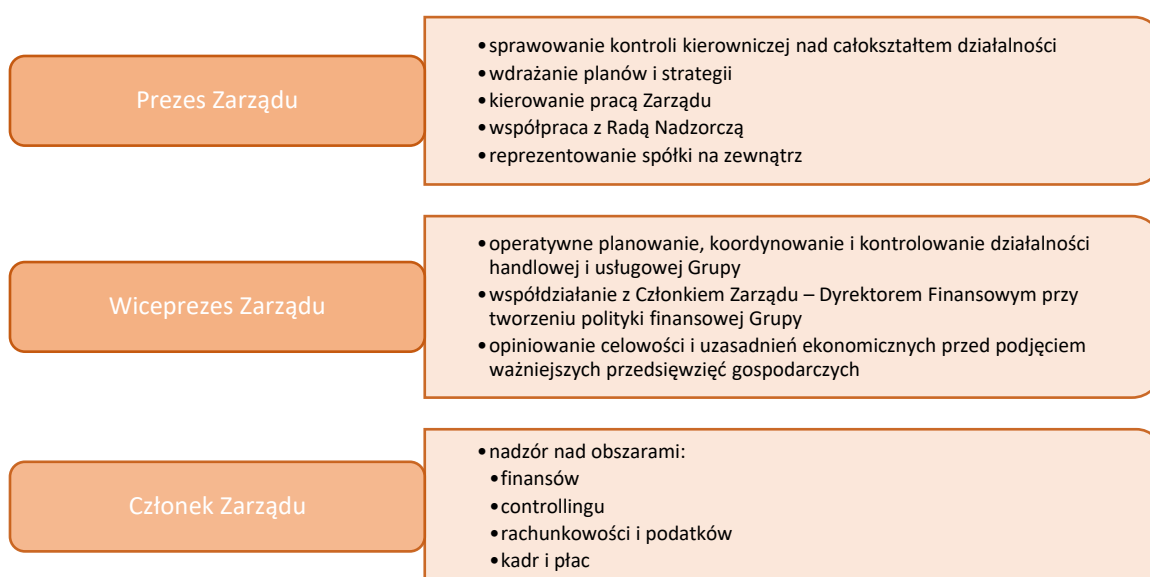 Prezes Zarządu
•sprawowanie kontroli kierowniczej nad całokształtem działalności
•wdrażanie planów i strategii
•kierowanie pracą Zarządu
•współpraca z Radą Nadzorczą
•reprezentowanie spółki na zewnątrz
Wiceprezes Zarządu
•operatywne planowanie, koordynowanie i kontrolowanie działalności
handlowej i usługowej Grupy
•współdziałanie z Członkiem Zarządu – Dyrektorem Finansowym przy
tworzeniu polityki finansowej Grupy
•opiniowanie celowości i uzasadnień ekonomicznych przed podjęciem
ważniejszych przedsięwzięć gospodarczych
Członek Zarządu
•nadzór nad obszarami:
•finansów
•controllingu
•rachunkowości i podatków
•kadr i płac